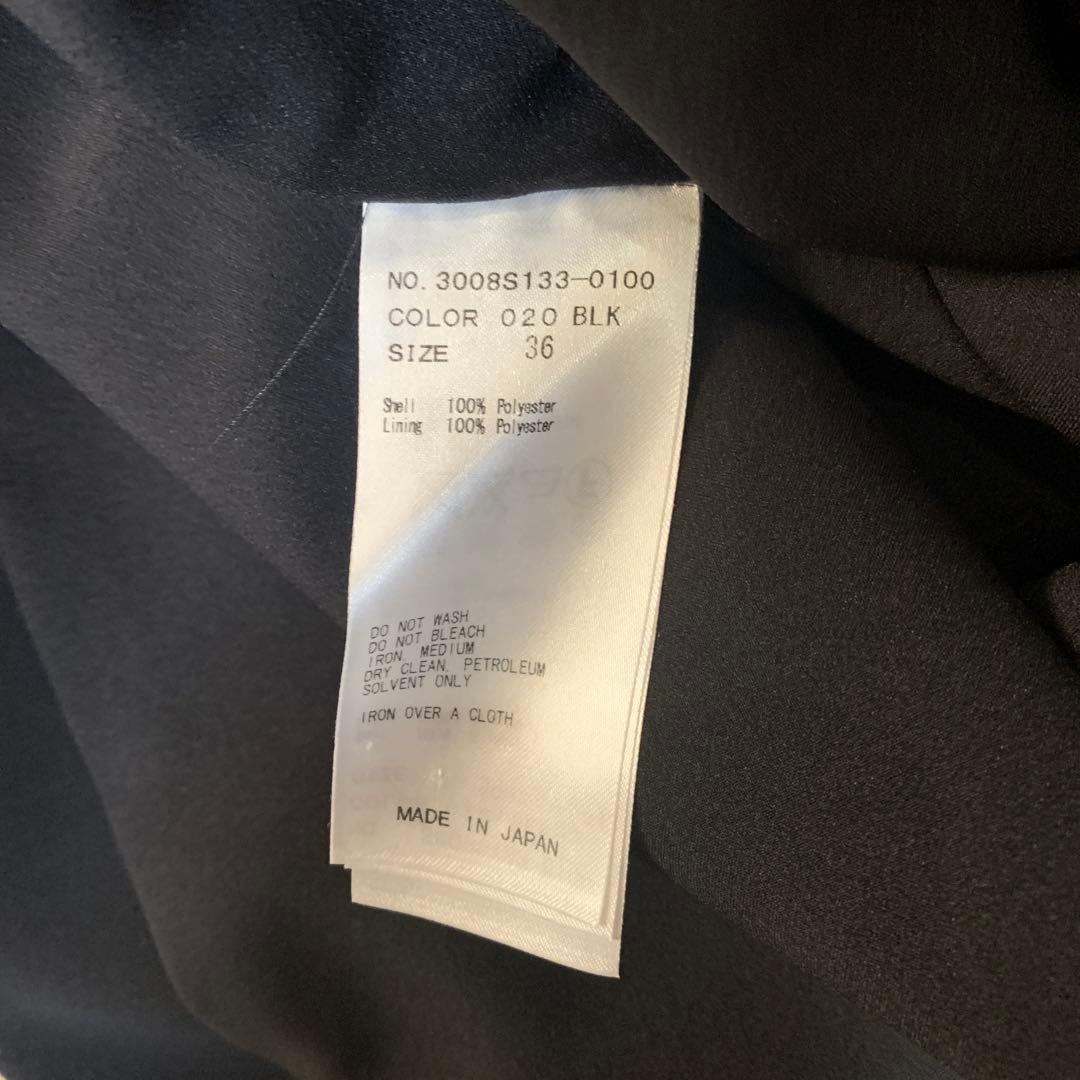 NO. 3008S133-0100
COLOR 020 BLK
SIZE 36
Shell 100% Polyester
Lining 100% Polyester
DO NOT WASH
DO NOT BLEACH
IRON. MEDIUM
DRY CLEAN, PETROLEUM
SOLVENT ONLY
IRON OVER A CLOTH
MADE IN JAPAN